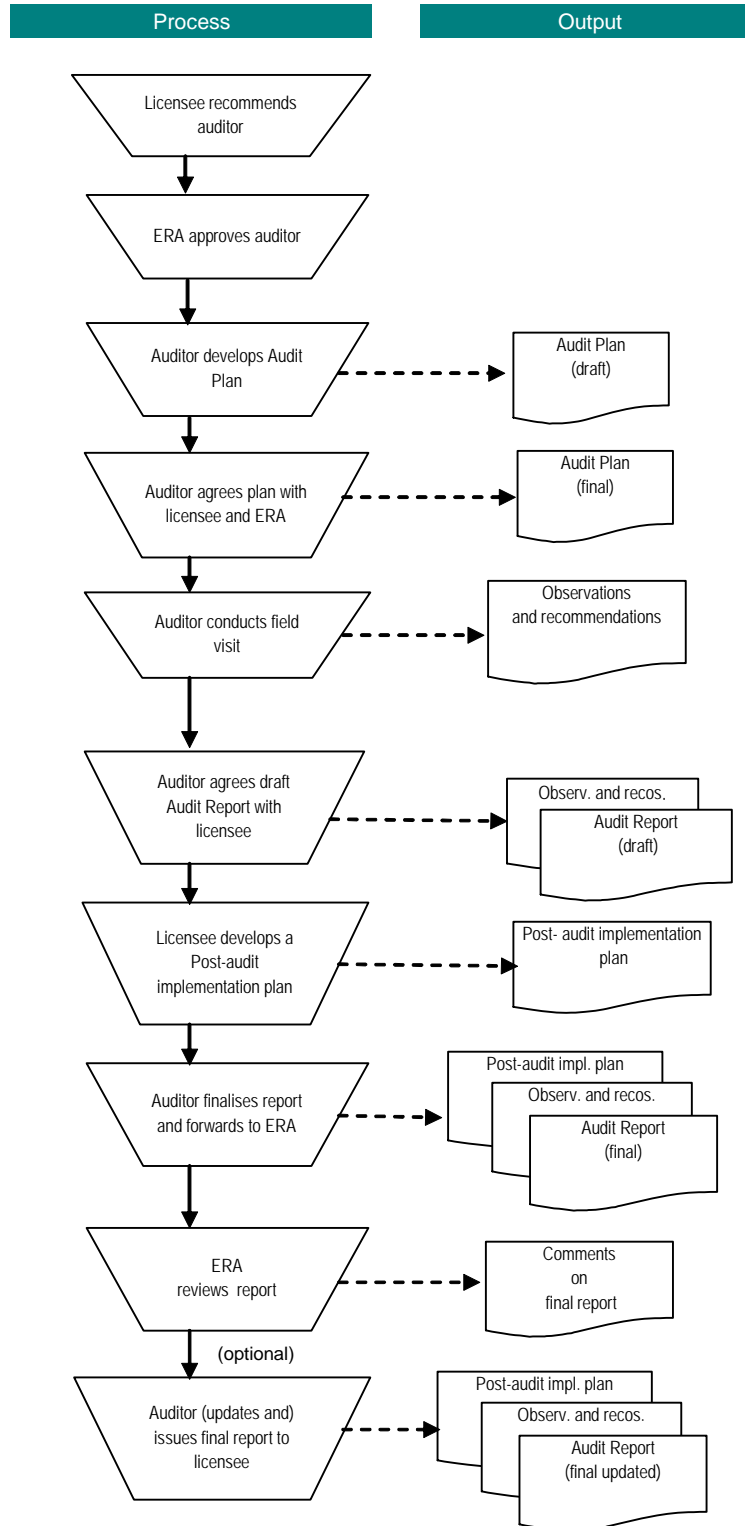 Process
Output
Licensee recommends
auditor
ERA approves auditor
Auditor develops Audit
Plan
Audit Plan
(draft)
Auditor agrees plan with
licensee and ERA
Audit Plan
(final)
Auditor conducts field
visit
Observations
and recommendations
Auditor agrees draft
Audit Report with
licensee
Observ. and recos.
Audit Report
(draft)
Licensee develops a
Post-audit
implementation plan
Post- audit implementation
plan
Auditor finalises report
and forwards to ERA
Post-audit impl. plan
Observ. and recos.
Audit Report
(final)
ERA
reviews report
Comments
on
final report
(optional)
Auditor (updates and)
issues final report to
licensee
Post-audit impl. plan
Observ. and recos.
Audit Report
(final updated)